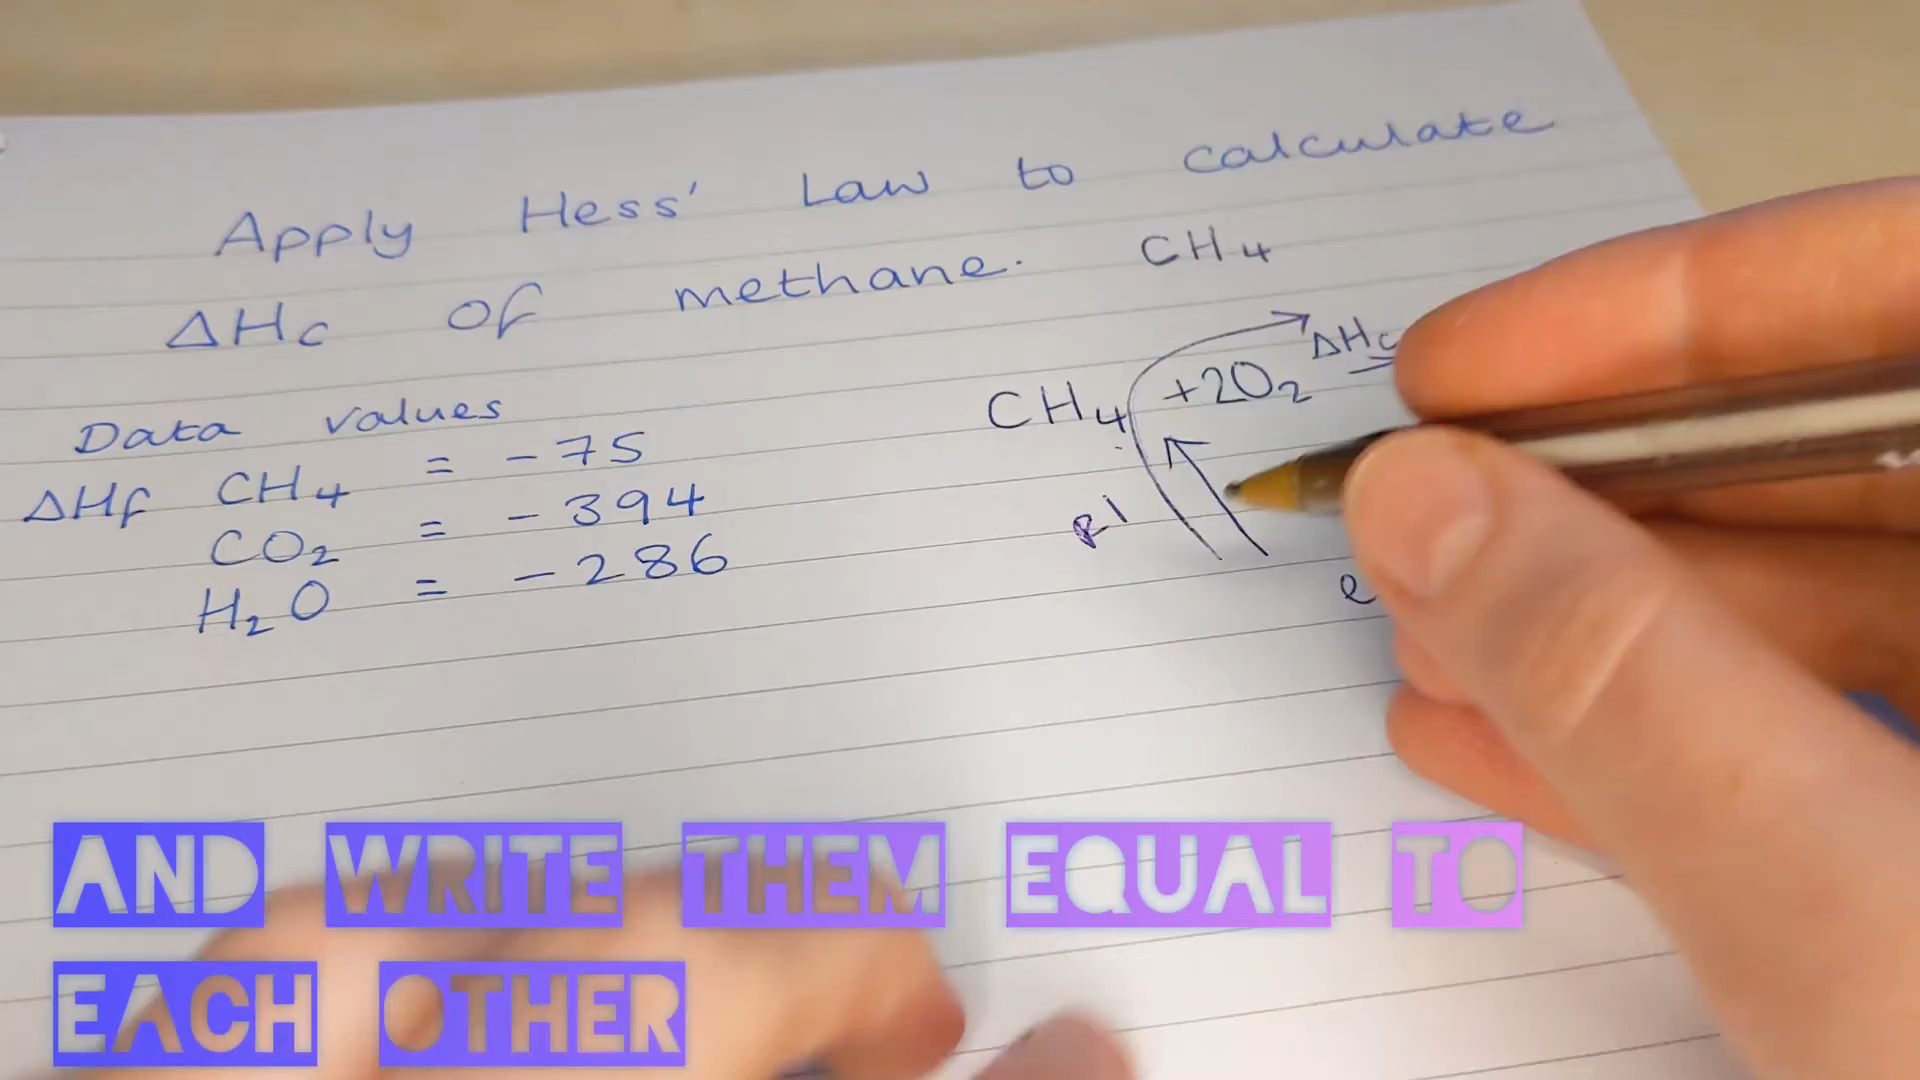 Apply Hess' Law to calculate
ΔHc of methane. CH4
Data values
ΔHf CH4 = -75
CO2 = -394
H2O = -286
CH4 + 2O2 ΔHc
R1
e
AND WRITE THEM EQUAL TO
EACH OTHER